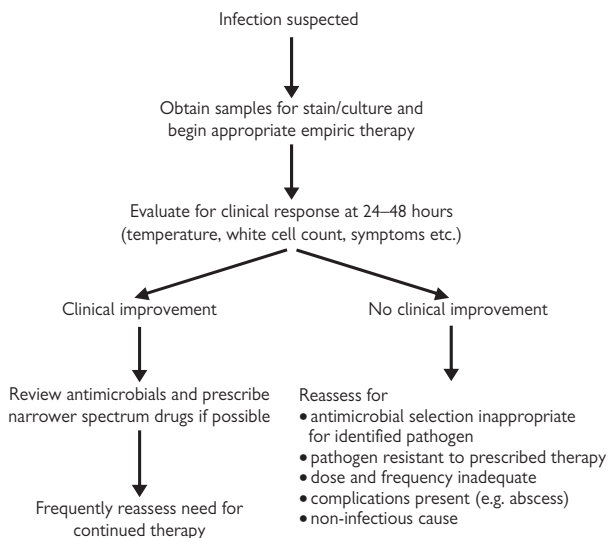 Infection suspected
Obtain samples for stain/culture and
begin appropriate empiric therapy
Evaluate for clinical response at 24–48 hours
(temperature, white cell count, symptoms etc.)
Clinical improvement
No clinical improvement
Review antimicrobials and prescribe
narrower spectrum drugs if possible
Frequently reassess need for
continued therapy
Reassess for
• antimicrobial selection inappropriate
for identified pathogen
• pathogen resistant to prescribed therapy
• dose and frequency inadequate
• complications present (e.g. abscess)
• non-infectious cause